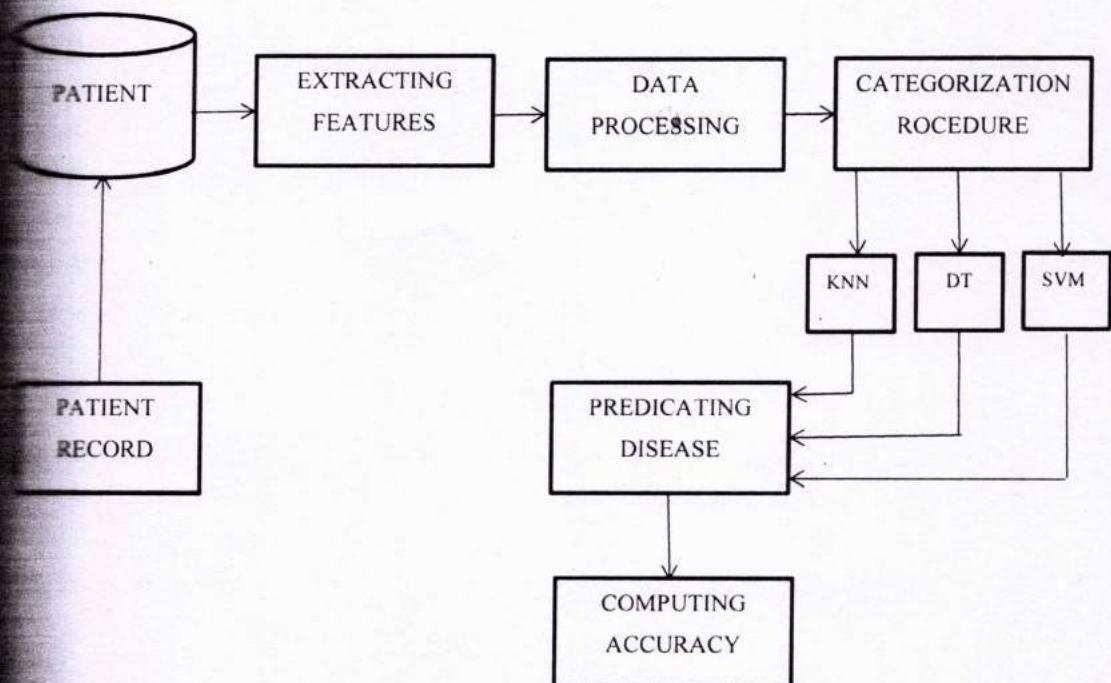 PATIENT
EXTRACTING
FEATURES
DATA
PROCESSING
CATEGORIZATION
ROCEDURE
KNN
DT
SVM
PATIENT
RECORD
PREDICATING
DISEASE
COMPUTING
ACCURACY